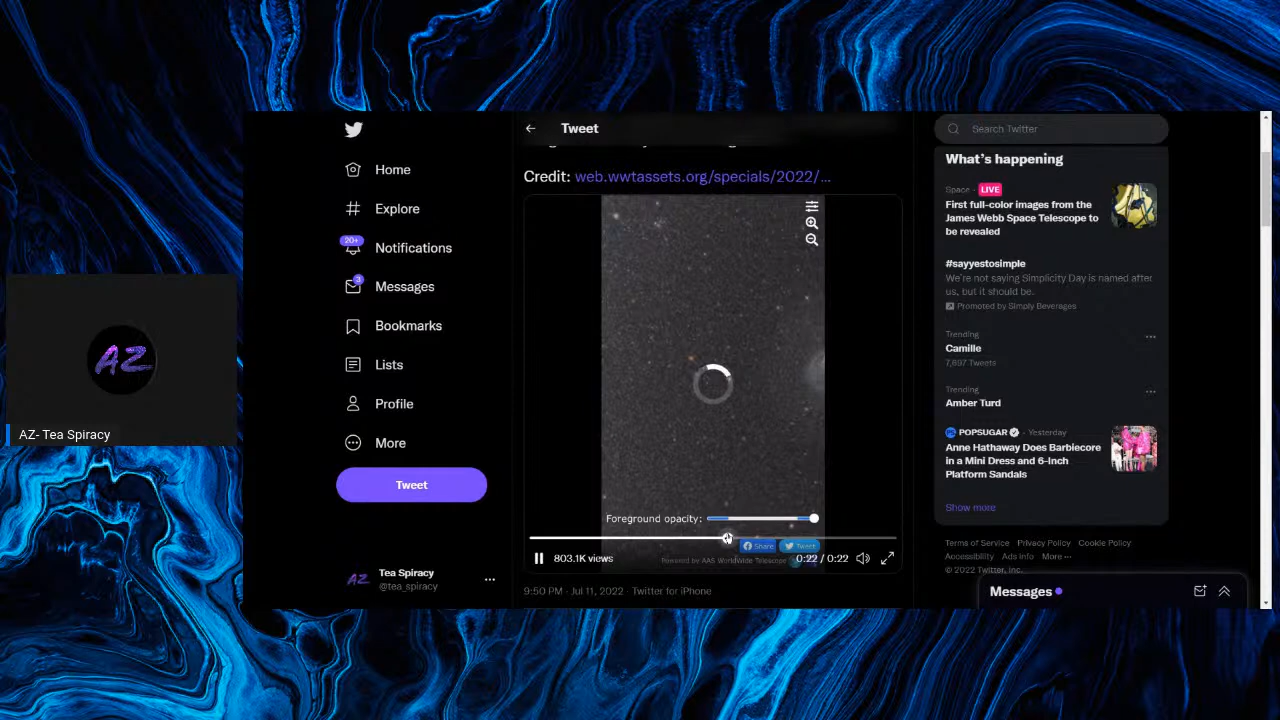 AZ
AZ- Tea Spiracy
Home
Explore
20+
Notifications
3
Messages
Bookmarks
Lists
Profile
More
Tweet
AZ
Tea Spiracy
@tea_spiracy
Tweet
Credit: web.wwtassets.org/specials/2022/...
Foreground opacity:
Share
Tweet
Powered by AAS WorldWide Telescope
803.1K views
0:22 / 0:22
9:50 PM · Jul 11, 2022 · Twitter for iPhone
Search Twitter
What's happening
Space · LIVE
First full-color images from the
James Webb Space Telescope to
be revealed
#sayyestosimple
We're not saying Simplicity Day is named after
us, but it should be.
Promoted by Simply Beverages
Trending
Camille
7,697 Tweets
Trending
Amber Turd
POPSUGAR · Yesterday
Anne Hathaway Does Barbiecore
in a Mini Dress and 6-Inch
Platform Sandals
Show more
Terms of Service Privacy Policy Cookie Policy
Accessibility Ads info More ...
© 2022 Twitter, Inc.
Messages